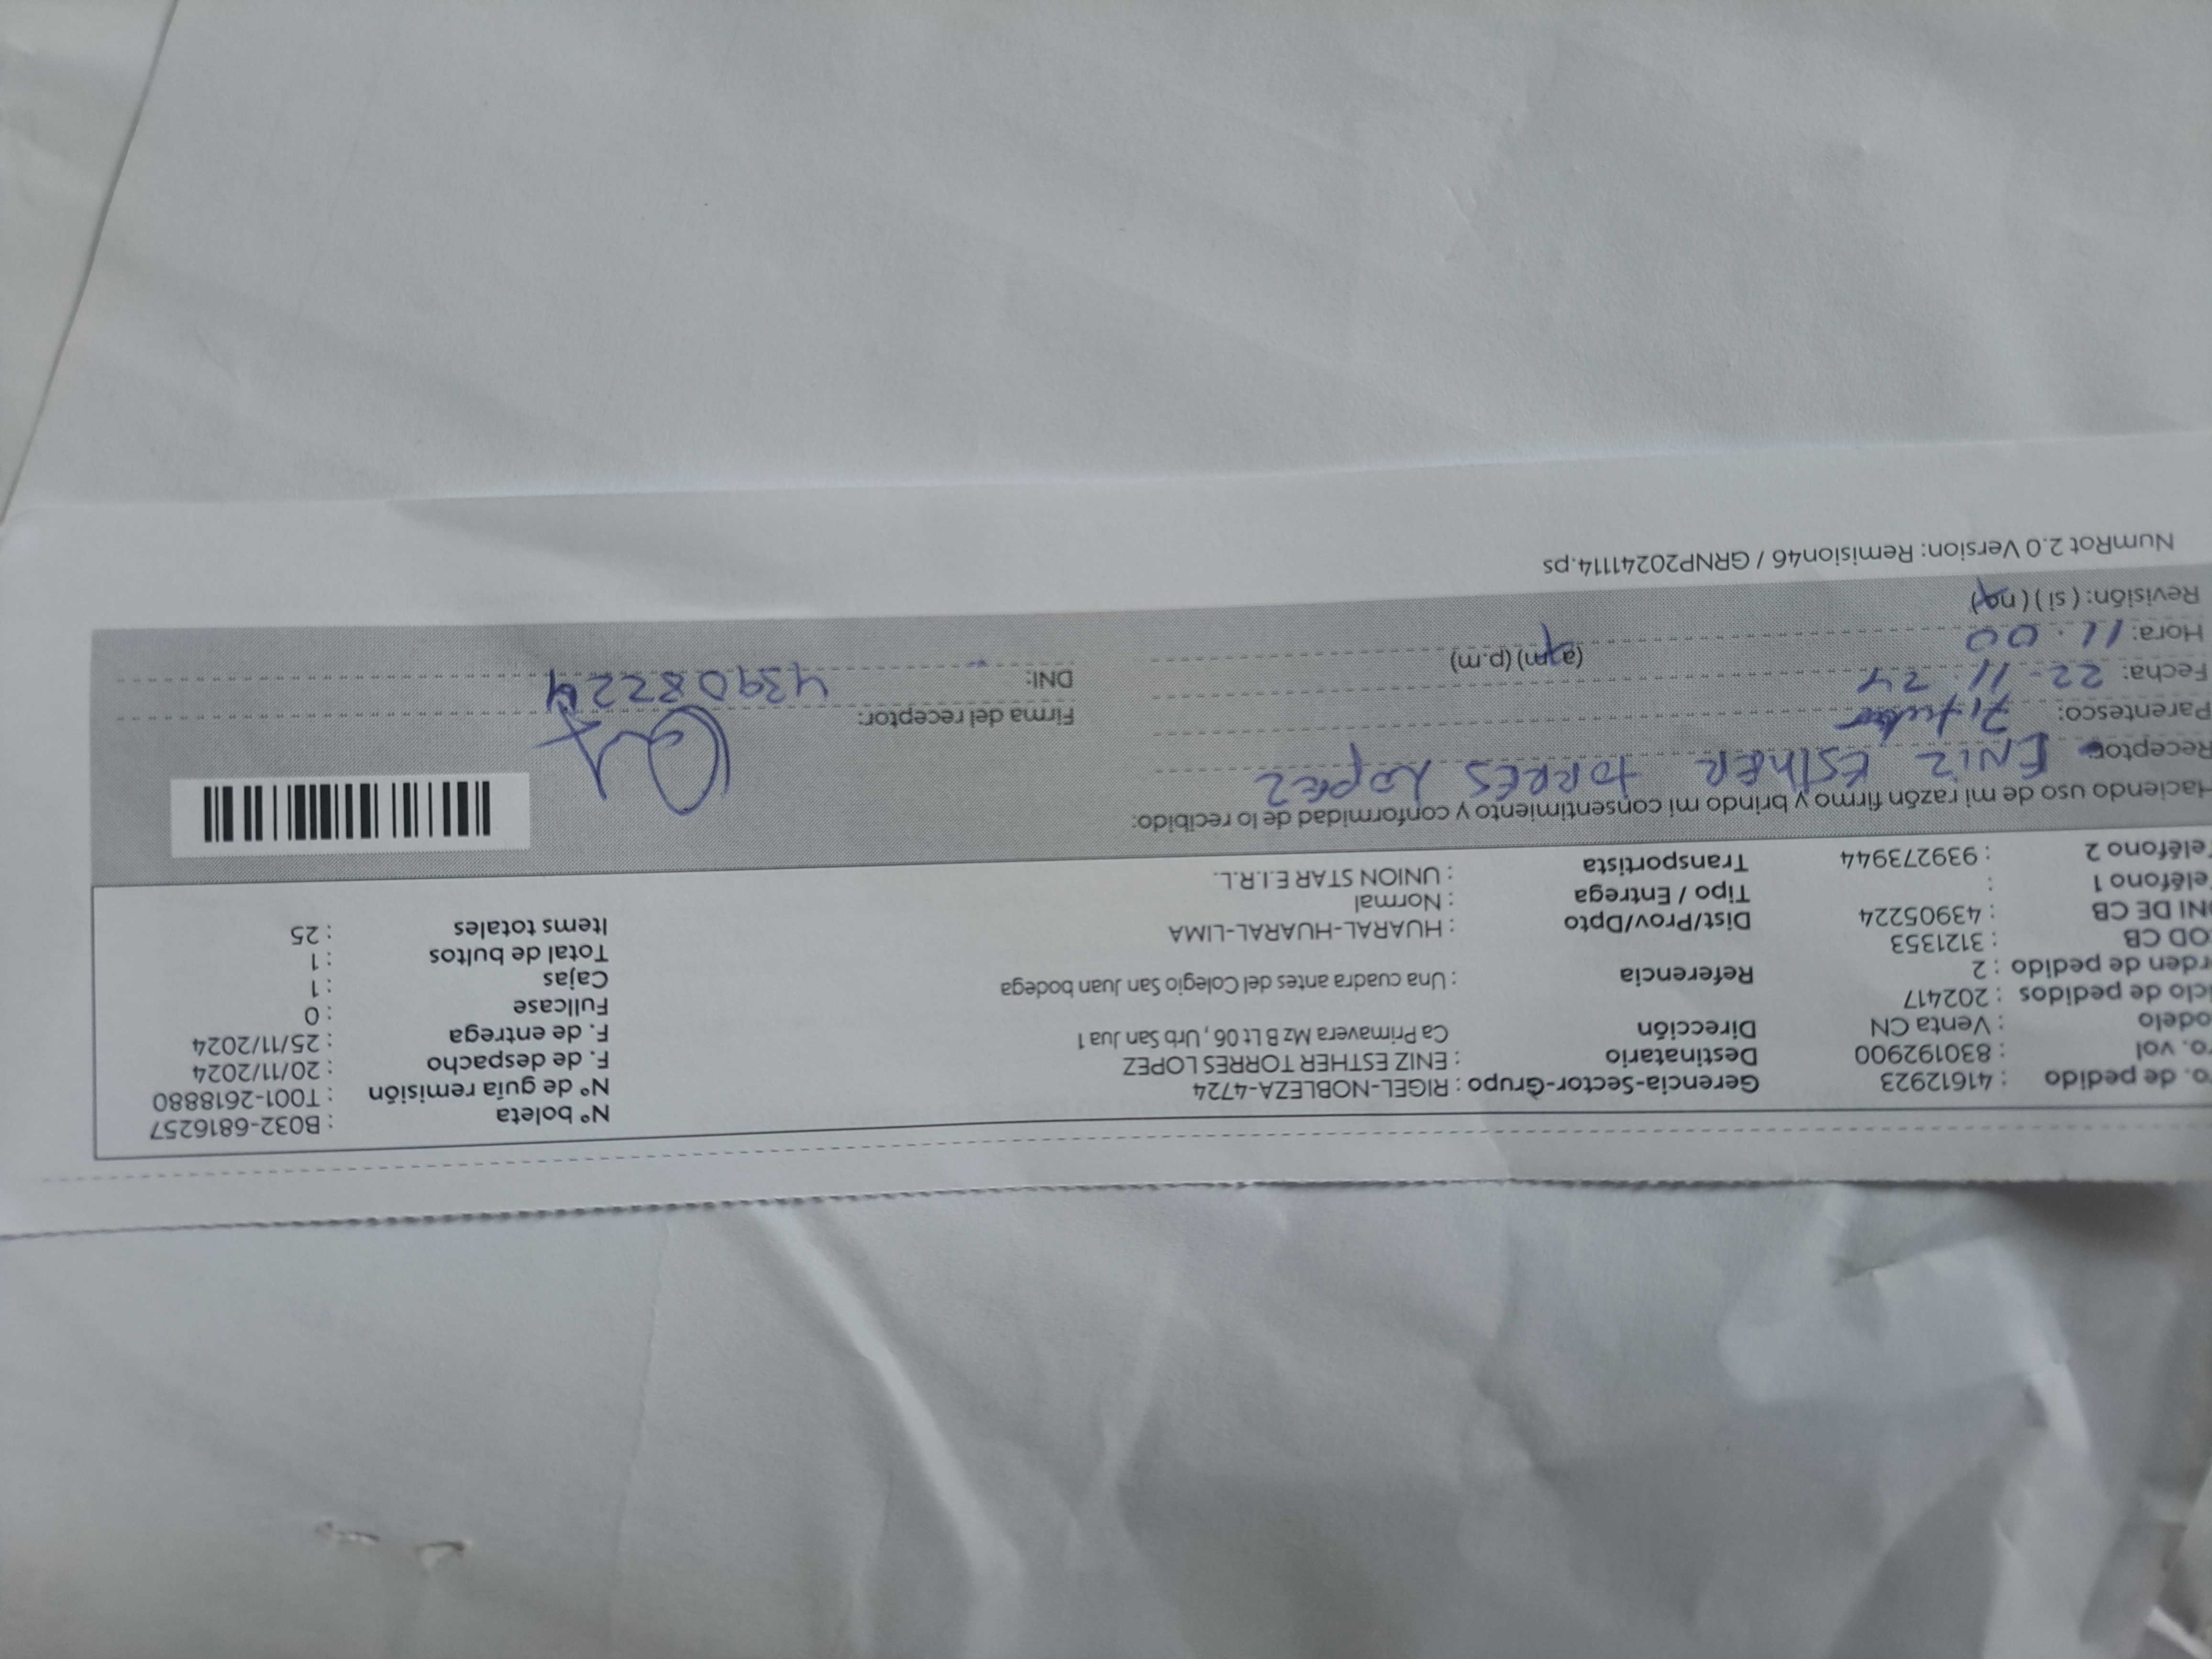 N° boleta : B032-6816257
ro. de pedido : 41612923 Gerencia-Sector-Grupo : RIGEL-NOBLEZA-4724 N° de guía remisión : T001-2618880
ro. vol : 830192900 Destinatario : ENIZ ESTHER TORRES LOPEZ F. de despacho : 20/11/2024
odelo : Venta CN Dirección Ca Primavera Mz B Lt 06 , Urb San Jua 1 F. de entrega : 25/11/2024
iclo de pedidos : 202417 Fullcase : 0
rden de pedido : 2 Referencia : Una cuadra antes del Colegio San Juan bodega Cajas : 1
OD CB : 3121353 Total de bultos : 1
NI DE CB : 43905224 Dist/Prov/Dpto : HUARAL-HUARAL-LIMA Items totales : 25
eléfono 1 : Tipo / Entrega : Normal
eléfono 2 : 939273944 Transportista : UNION STAR E.I.R.L.
Haciendo uso de mi razón firmo y brindo mi consentimiento y conformidad de lo recibido:
Receptor ENIZ ESthER tORRES LOPEZ
Parentesco: Firma del receptor:
Fecha: 22-11-24 DNI: 43908224
Hora: 11.00 (a.m) (p.m)
Revisión: ( si ) ( no )
NumRot 2.0 Version: Remision46 / GRNP20241114.ps